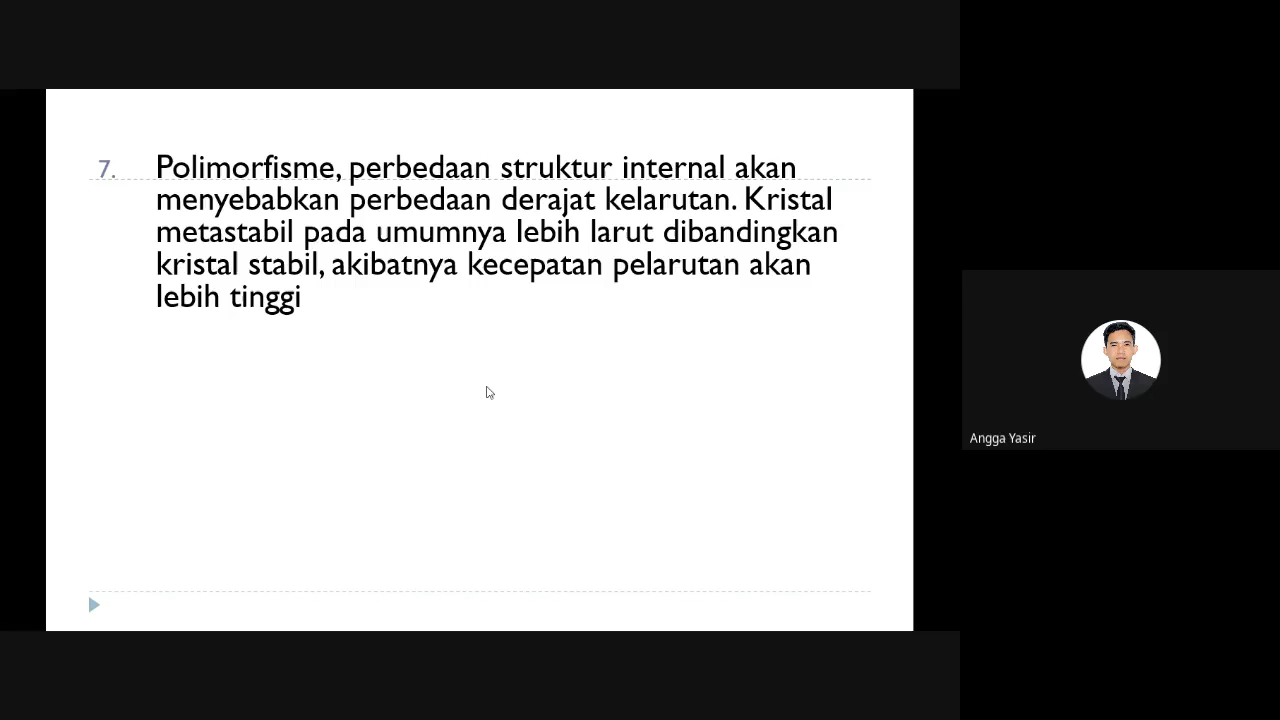 7. Polimorfisme, perbedaan struktur internal akan
menyebabkan perbedaan derajat kelarutan. Kristal
metastabil pada umumnya lebih larut dibandingkan
kristal stabil, akibatnya kecepatan pelarutan akan
lebih tinggi
Angga Yasir